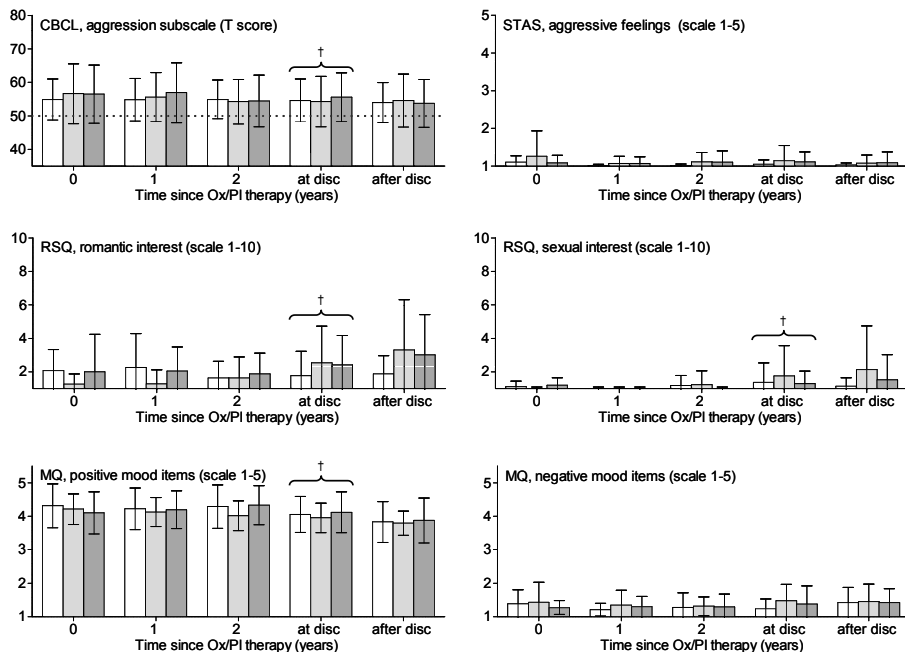 CBCL, aggression subscale (T score)
80
70
60
50
40
†
0 1 2 at disc after disc
Time since Ox/Pl therapy (years)
STAS, aggressive feelings (scale 1-5)
5
4
3
2
1
0 1 2 at disc after disc
Time since Ox/Pl therapy (years)
RSQ, romantic interest (scale 1-10)
10
8
6
4
2
†
0 1 2 at disc after disc
Time since Ox/Pl therapy (years)
RSQ, sexual interest (scale 1-10)
10
8
6
4
2
†
0 1 2 at disc after disc
Time since Ox/Pl therapy (years)
MQ, positive mood items (scale 1-5)
5
4
3
2
1
†
0 1 2 at disc after disc
Time since Ox/Pl therapy (years)
MQ, negative mood items (scale 1-5)
5
4
3
2
1
0 1 2 at disc after disc
Time since Ox/Pl therapy (years)